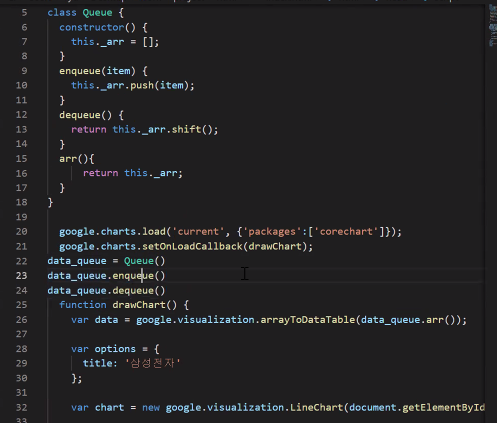 5 class Queue {
6 constructor() {
7 this._arr = [];
8 }
9 enqueue(item) {
10 this._arr.push(item);
11 }
12 dequeue() {
13 return this._arr.shift();
14 }
15 arr(){
16 return this._arr;
17 }
18 }
19
20 google.charts.load('current', {'packages':['corechart']});
21 google.charts.setOnLoadCallback(drawChart);
22 data_queue = Queue()
23 data_queue.enqueue()
24 data_queue.dequeue()
25 function drawChart() {
26 var data = google.visualization.arrayToDataTable(data_queue.arr());
27
28 var options = {
29 title: '삼성전자'
30 };
31
32 var chart = new google.visualization.LineChart(document.getElementById
33